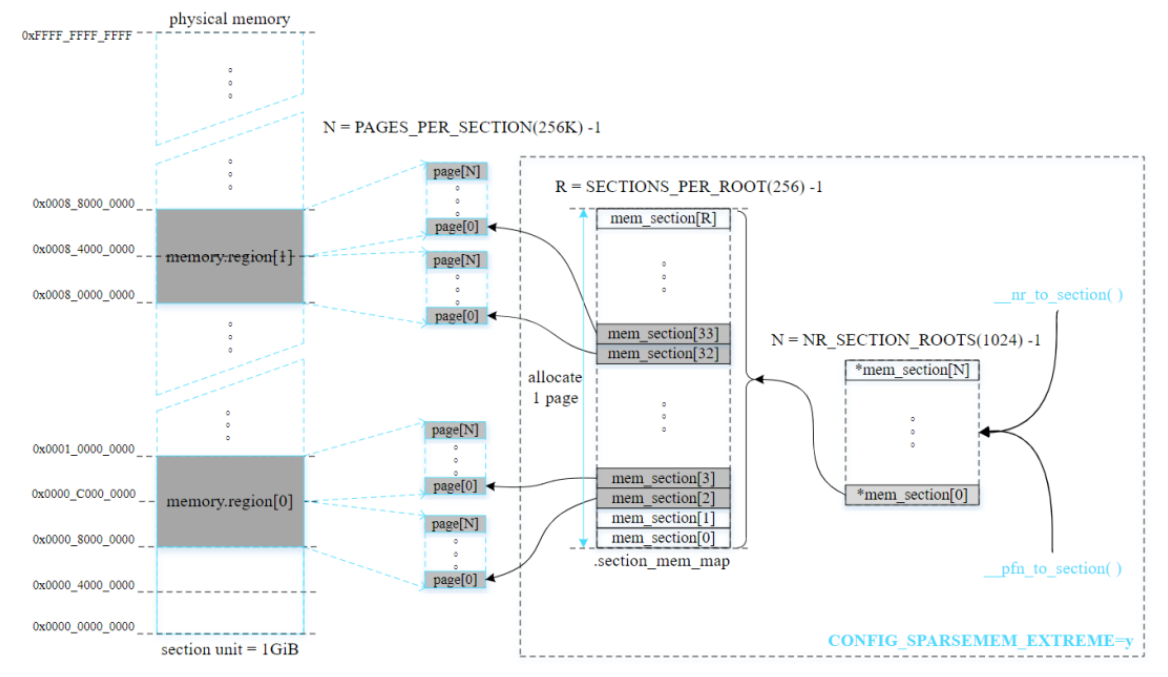 physical memory
0xFFFF_FFFF_FFFF
N = PAGES_PER_SECTION(256K) -1
0x0008_8000_0000
0x0008_4000_0000
0x0008_0000_0000
memory.region[1]
0x0001_0000_0000
0x0000_C000_0000
0x0000_8000_0000
0x0000_4000_0000
0x0000_0000_0000
memory.region[0]
section unit = 1GiB
page[N]
page[0]
page[N]
page[0]
page[N]
page[0]
page[N]
page[0]
R = SECTIONS_PER_ROOT(256) -1
mem_section[R]
mem_section[33]
mem_section[32]
allocate
1 page
mem_section[3]
mem_section[2]
mem_section[1]
mem_section[0]
.section_mem_map
__nr_to_section( )
N = NR_SECTION_ROOTS(1024) -1
*mem_section[N]
*mem_section[0]
__pfn_to_section( )
CONFIG_SPARSEMEM_EXTREME=y